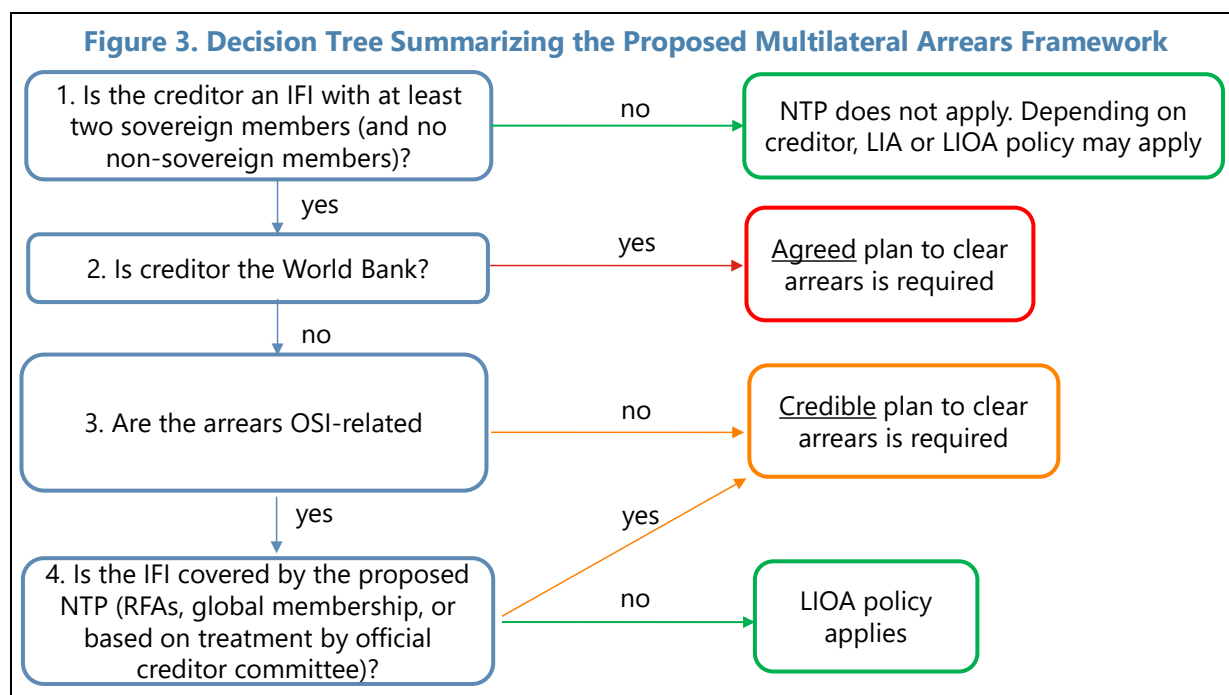 Figure 3. Decision Tree Summarizing the Proposed Multilateral Arrears Framework
1. Is the creditor an IFI with at least
two sovereign members (and no
non-sovereign members)?
no
NTP does not apply. Depending on
creditor, LIA or LIOA policy may apply
yes
2. Is creditor the World Bank?
yes
Agreed plan to clear
arrears is required
no
3. Are the arrears OSI-related
no
Credible plan to clear
arrears is required
yes
yes
4. Is the IFI covered by the proposed
NTP (RFAs, global membership, or
based on treatment by official
creditor committee)?
no
LIOA policy
applies